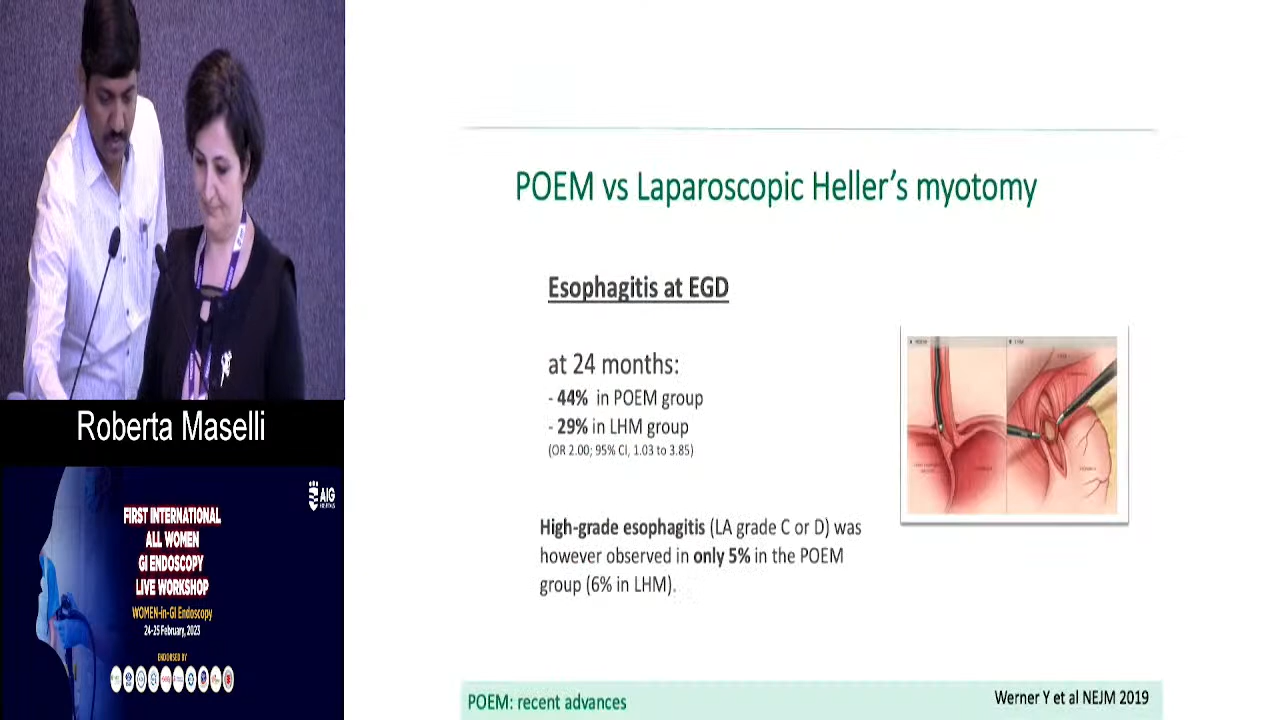 Roberta Maselli
AIG
HOSPITALS
FIRST INTERNATIONAL
ALL WOMEN
GI ENDOSCOPY
LIVE WORKSHOP
WOMEN-in-GI Endoscopy
24-25 February, 2023
ENDORSED BY
POEM vs Laparoscopic Heller’s myotomy
Esophagitis at EGD
at 24 months:
- 44% in POEM group
- 29% in LHM group
(OR 2.00; 95% CI, 1.03 to 3.85)
High-grade esophagitis (LA grade C or D) was
however observed in only 5% in the POEM
group (6% in LHM).
POEM: recent advances
Werner Y et al NEJM 2019